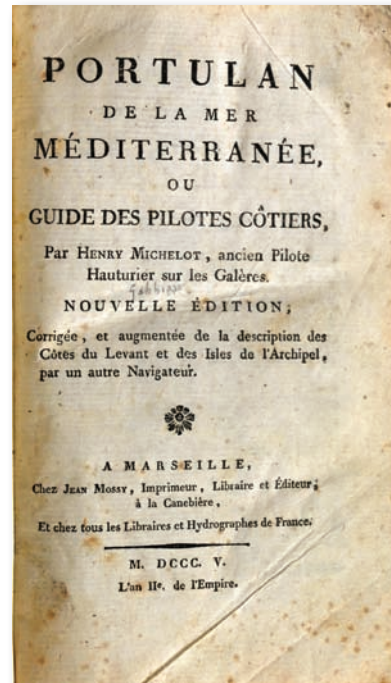 PORTULAN
DE LA MER
MÉDITERRANÉE,
OU
GUIDE DES PILOTES CÔTIERS,
Par HENRY MICHELOT, ancien Pilote
Hauturier sur les Galères.
NOUVELLE ÉDITION;
Corrigée, et augmentée de la description des
Côtes du Levant et des Isles de l'Archipel,
par un autre Navigateur.
A MARSEILLE,
Chez JEAN MOSSY, Imprimeur, Libraire et Éditeur;
à la Canebière,
Et chez tous les Libraires et Hydrographes de France.
M. DCCC. V.
L'an IIe. de l'Empire.